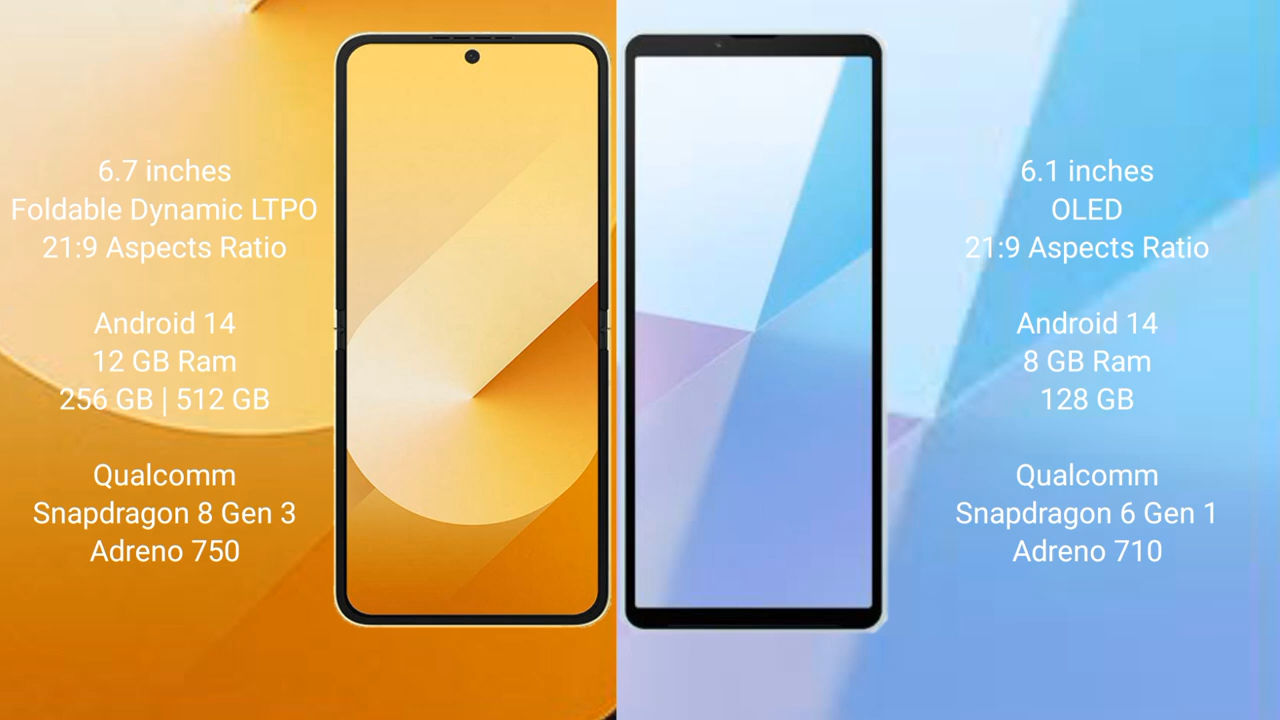 6.7 inches
Foldable Dynamic LTPO
21:9 Aspects Ratio
Android 14
12 GB Ram
256 GB | 512 GB
Qualcomm
Snapdragon 8 Gen 3
Adreno 750
6.1 inches
OLED
21:9 Aspects Ratio
Android 14
8 GB Ram
128 GB
Qualcomm
Snapdragon 6 Gen 1
Adreno 710